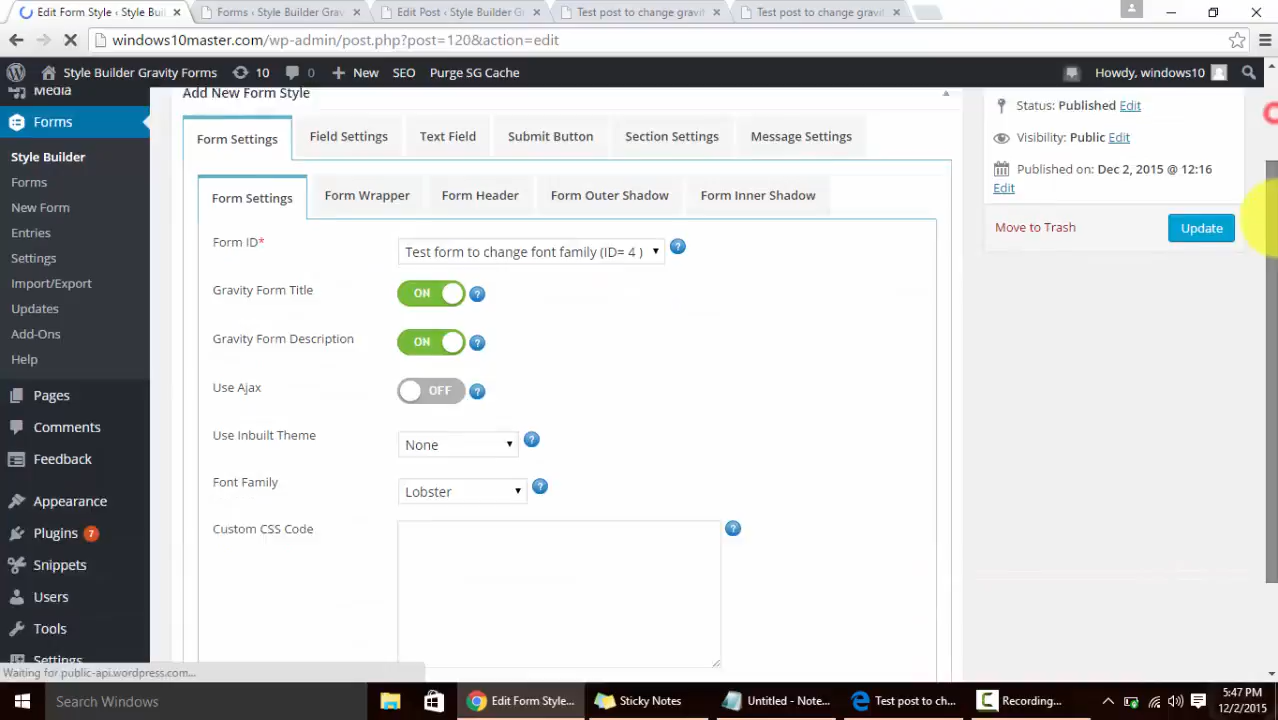 Edit Form Style ‹ Style Buil
Forms ‹ Style Builder Grav
Edit Post ‹ Style Builder G
Test post to change gravit
Test post to change gravit
windows10master.com/wp-admin/post.php?post=120&action=edit
Style Builder Gravity Forms
10
0
New
SEO
Purge SG Cache
Howdy, windows10
Media
Forms
Style Builder
Forms
New Form
Entries
Settings
Import/Export
Updates
Add-Ons
Help
Pages
Comments
Feedback
Appearance
Plugins 7
Snippets
Users
Tools
Settings
Add New Form Style
Form Settings
Field Settings
Text Field
Submit Button
Section Settings
Message Settings
Form Settings
Form Wrapper
Form Header
Form Outer Shadow
Form Inner Shadow
Form ID*
Test form to change font family (ID= 4 )
?
Gravity Form Title
ON
?
Gravity Form Description
ON
?
Use Ajax
OFF
?
Use Inbuilt Theme
None
?
Font Family
Lobster
?
Custom CSS Code
?
Status: Published Edit
Visibility: Public Edit
Published on: Dec 2, 2015 @ 12:16
Edit
Move to Trash
Update
Waiting for public-api.wordpress.com...
Search Windows
Edit Form Style...
Sticky Notes
Untitled - Note...
Test post to ch...
Recording...
5:47 PM
12/2/2015